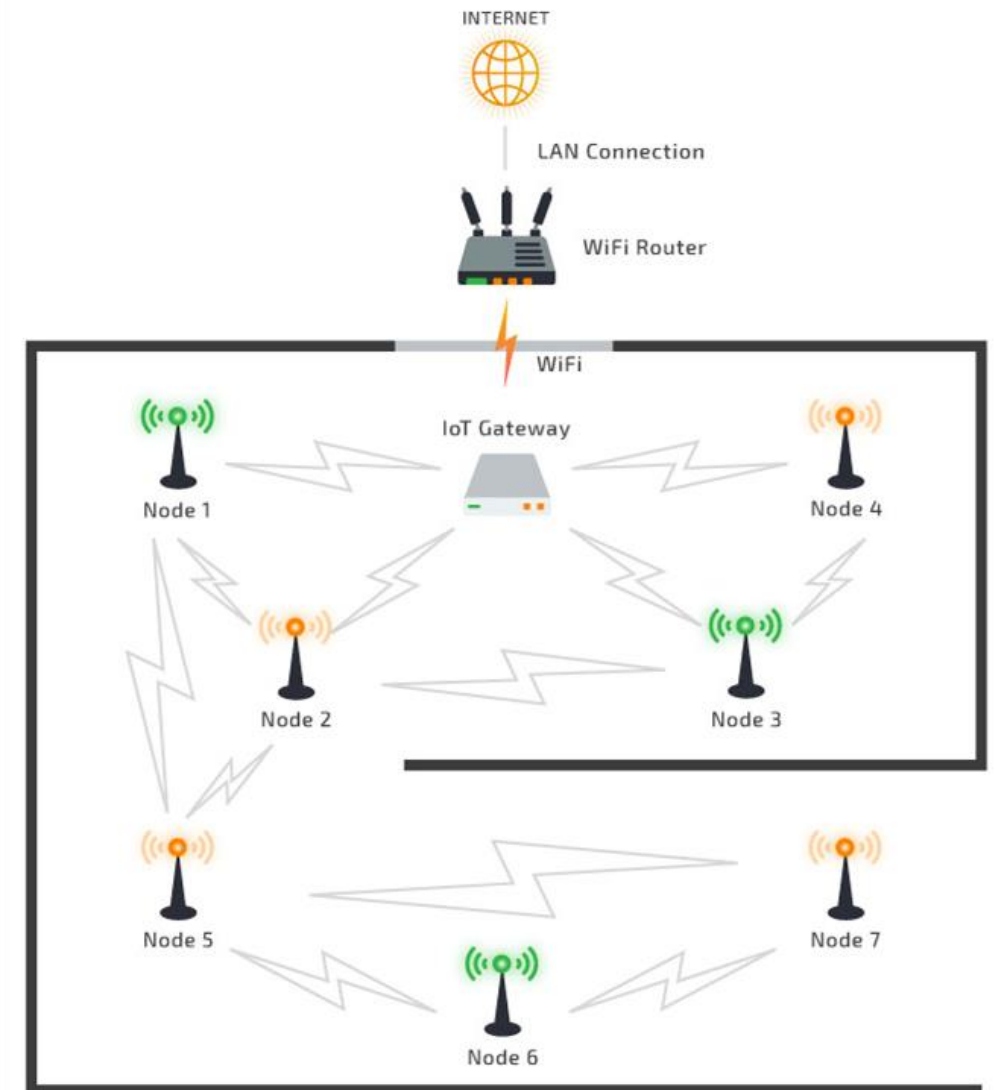 INTERNET
LAN Connection
WiFi Router
WiFi
IoT Gateway
Node 1
Node 4
Node 2
Node 3
Node 5
Node 7
Node 6